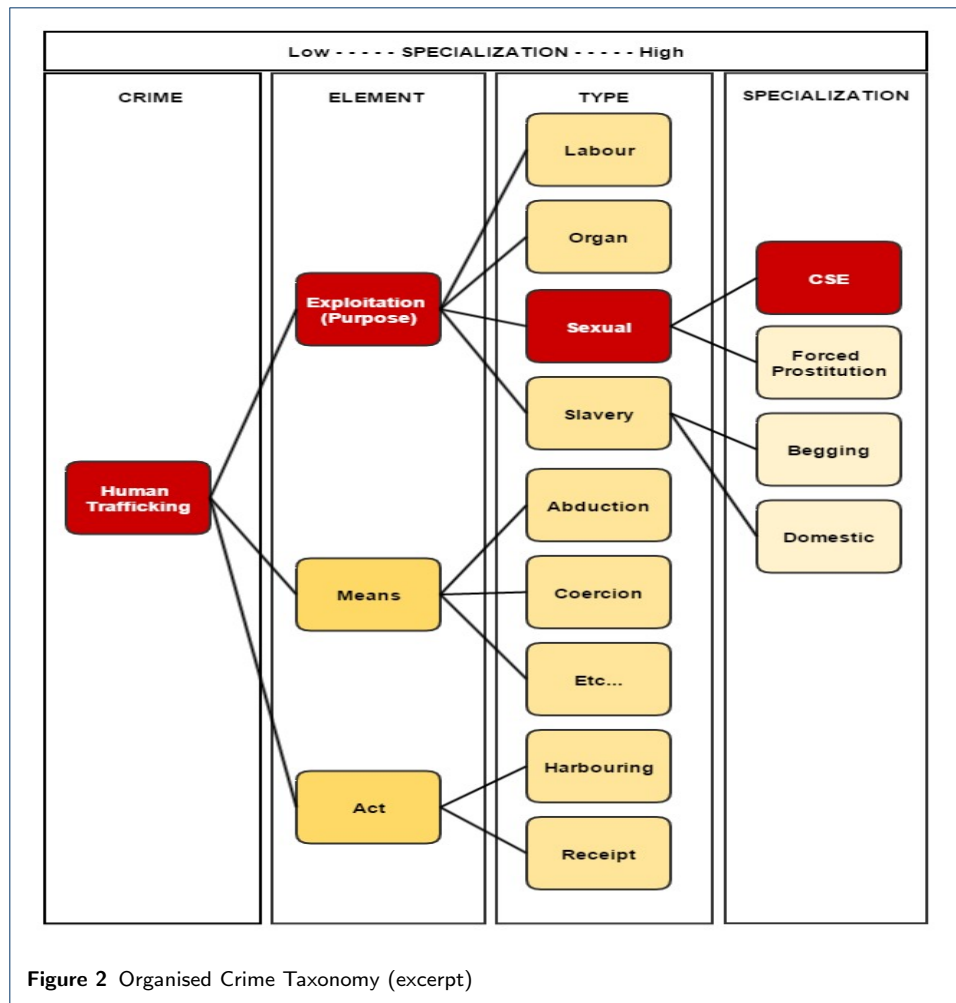 Low - - - - - SPECIALIZATION - - - - - High
CRIME
ELEMENT
TYPE
SPECIALIZATION
Human
Trafficking
Exploitation
(Purpose)
Means
Act
Labour
Organ
Sexual
Slavery
Abduction
Coercion
Etc...
Harbouring
Receipt
CSE
Forced
Prostitution
Begging
Domestic
Figure 2 Organised Crime Taxonomy (excerpt)